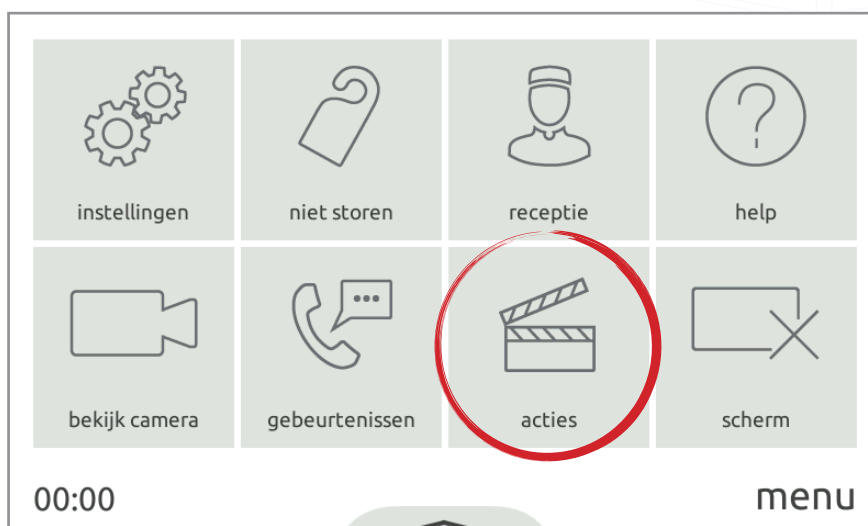 instellingen
niet storen
receptie
help
bekijk camera
gebeurtenissen
acties
scherm
00:00
menu